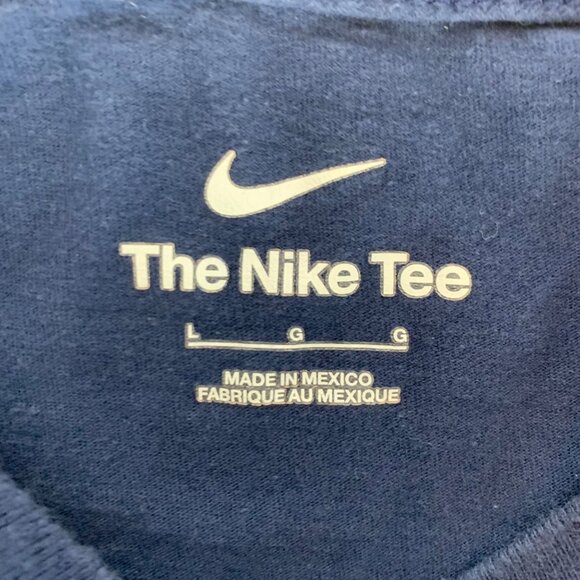 The Nike Tee
L G G
MADE IN MEXICO
FABRIQUE AU MEXIQUE